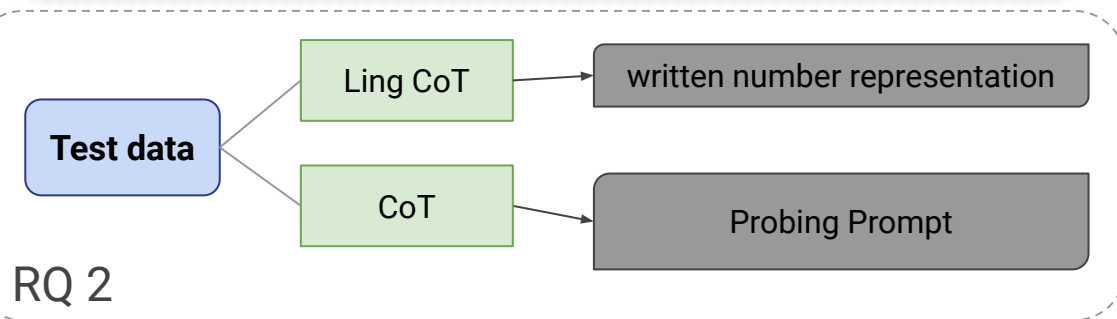 Test data
Ling CoT
written number representation
CoT
Probing Prompt
RQ 2